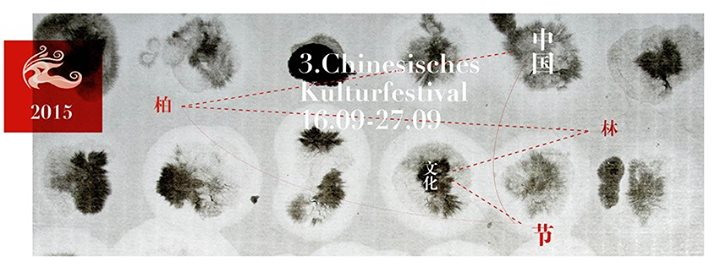 2015
3.Chinesisches
Kulturfestival
16.09-27.09
中国
柏
林
文化
节